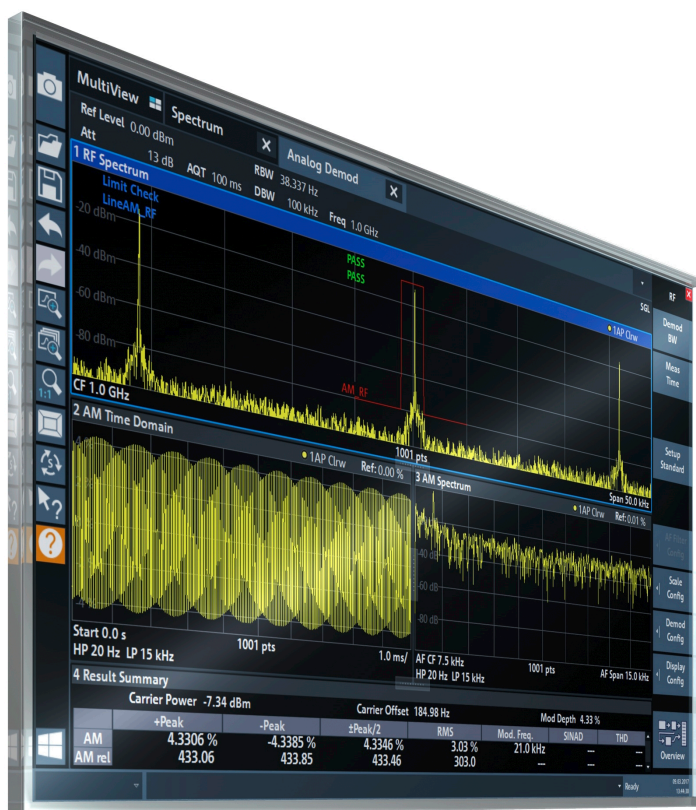 MultiView Spectrum Analog Demod
Ref Level 0.00 dBm RBW 38.337 Hz
Att 13 dB AQT 100 ms DBW 100 kHz Freq 1.0 GHz
1 RF Spectrum
SGL
1AP Clrw
Limit Check PASS
LineAM_RF PASS
-20 dBm
-40 dBm
-60 dBm
-80 dBm
AM_RF
CF 1.0 GHz 1001 pts Span 50.0 kHz
2 AM Time Domain
1AP Clrw Ref: 0.00 %
Start 0.0 s 1001 pts 1.0 ms/
HP 20 Hz LP 15 kHz
3 AM Spectrum
1AP Clrw Ref: 0.01 %
-40 dB
-60 dB
-80 dB
AF CF 7.5 kHz 1001 pts AF Span 15.0 kHz
HP 20 Hz LP 15 kHz
4 Result Summary
Carrier Power -7.34 dBm Carrier Offset 184.98 Hz Mod Depth 4.33 %
+Peak -Peak ±Peak/2 RMS Mod. Freq. SINAD THD
AM 4.3306 % -4.3385 % 4.3346 % 3.03 % 21.0 kHz --- ---
AM rel 433.06 433.85 433.46 303.0 --- --- ---
Ready
09.03.2017
1:1
RF
Demod
BW
Meas
Time
Setup
Standard
AF Filter
Config
Scale
Config
Demod
Config
Display
Config
Overview